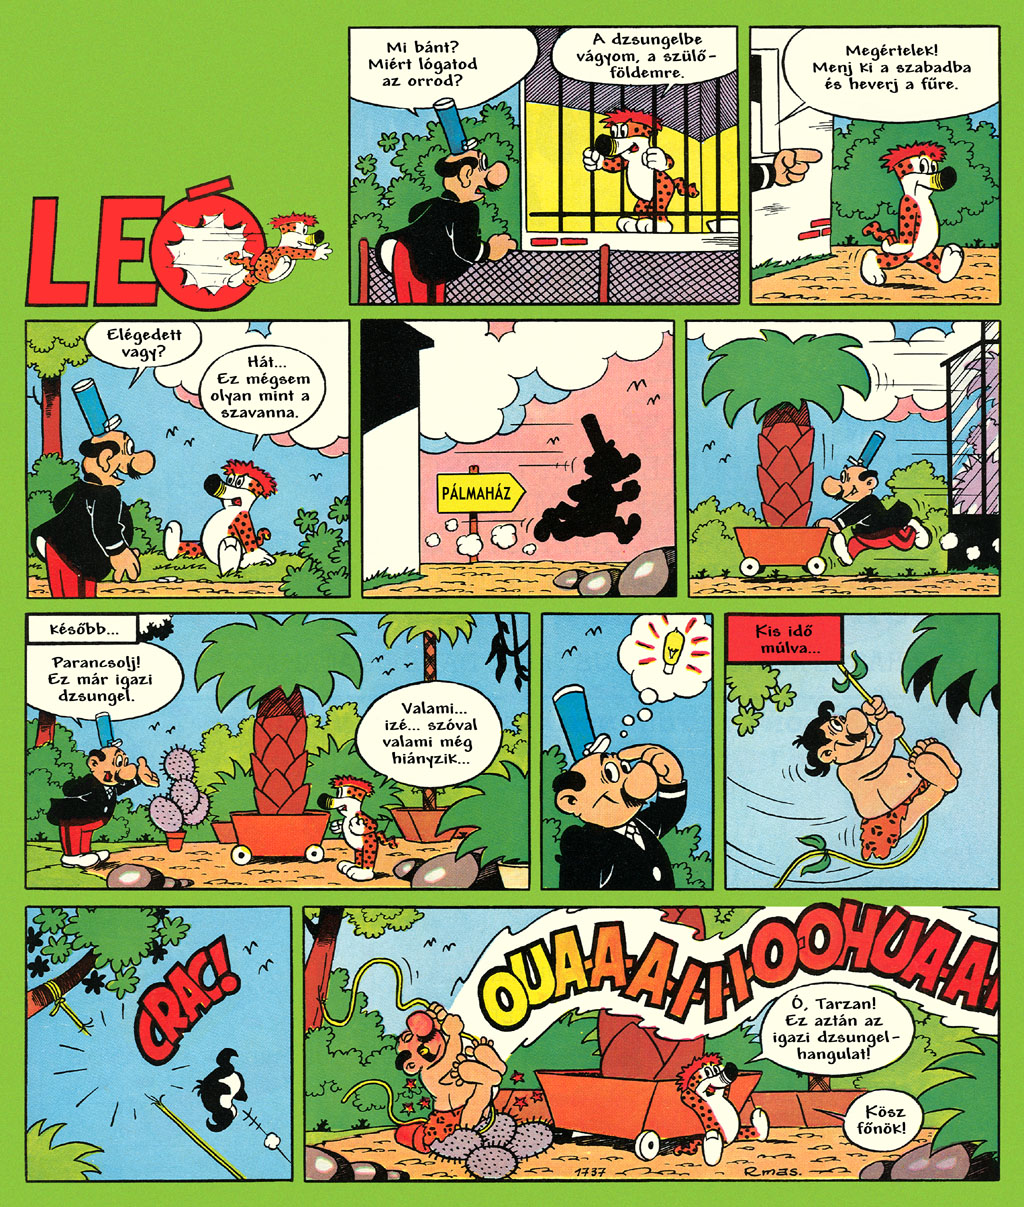 LEÓ
Mi bánt?
Miért lógatod
az orrod?
A dzsungelbe
vágyom, a szülő-
földemre.
Megértelek!
Menj ki a szabadba
és heverj a fűre.
Elégedett
vagy?
Hát...
Ez mégsem
olyan mint a
szavanna.
PÁLMAHÁZ
később...
Parancsolj!
Ez már igazi
dzsungel.
Valami...
izé... szóval
valami még
hiányzik...
Kis idő
múlva...
CRAC!
OUA-A-A-I-I-I-O-OHUA-A-A
Ó, Tarzan!
Ez aztán az
igazi dzsungel-
hangulat!
Kösz
főnök!
1737
R.mas.